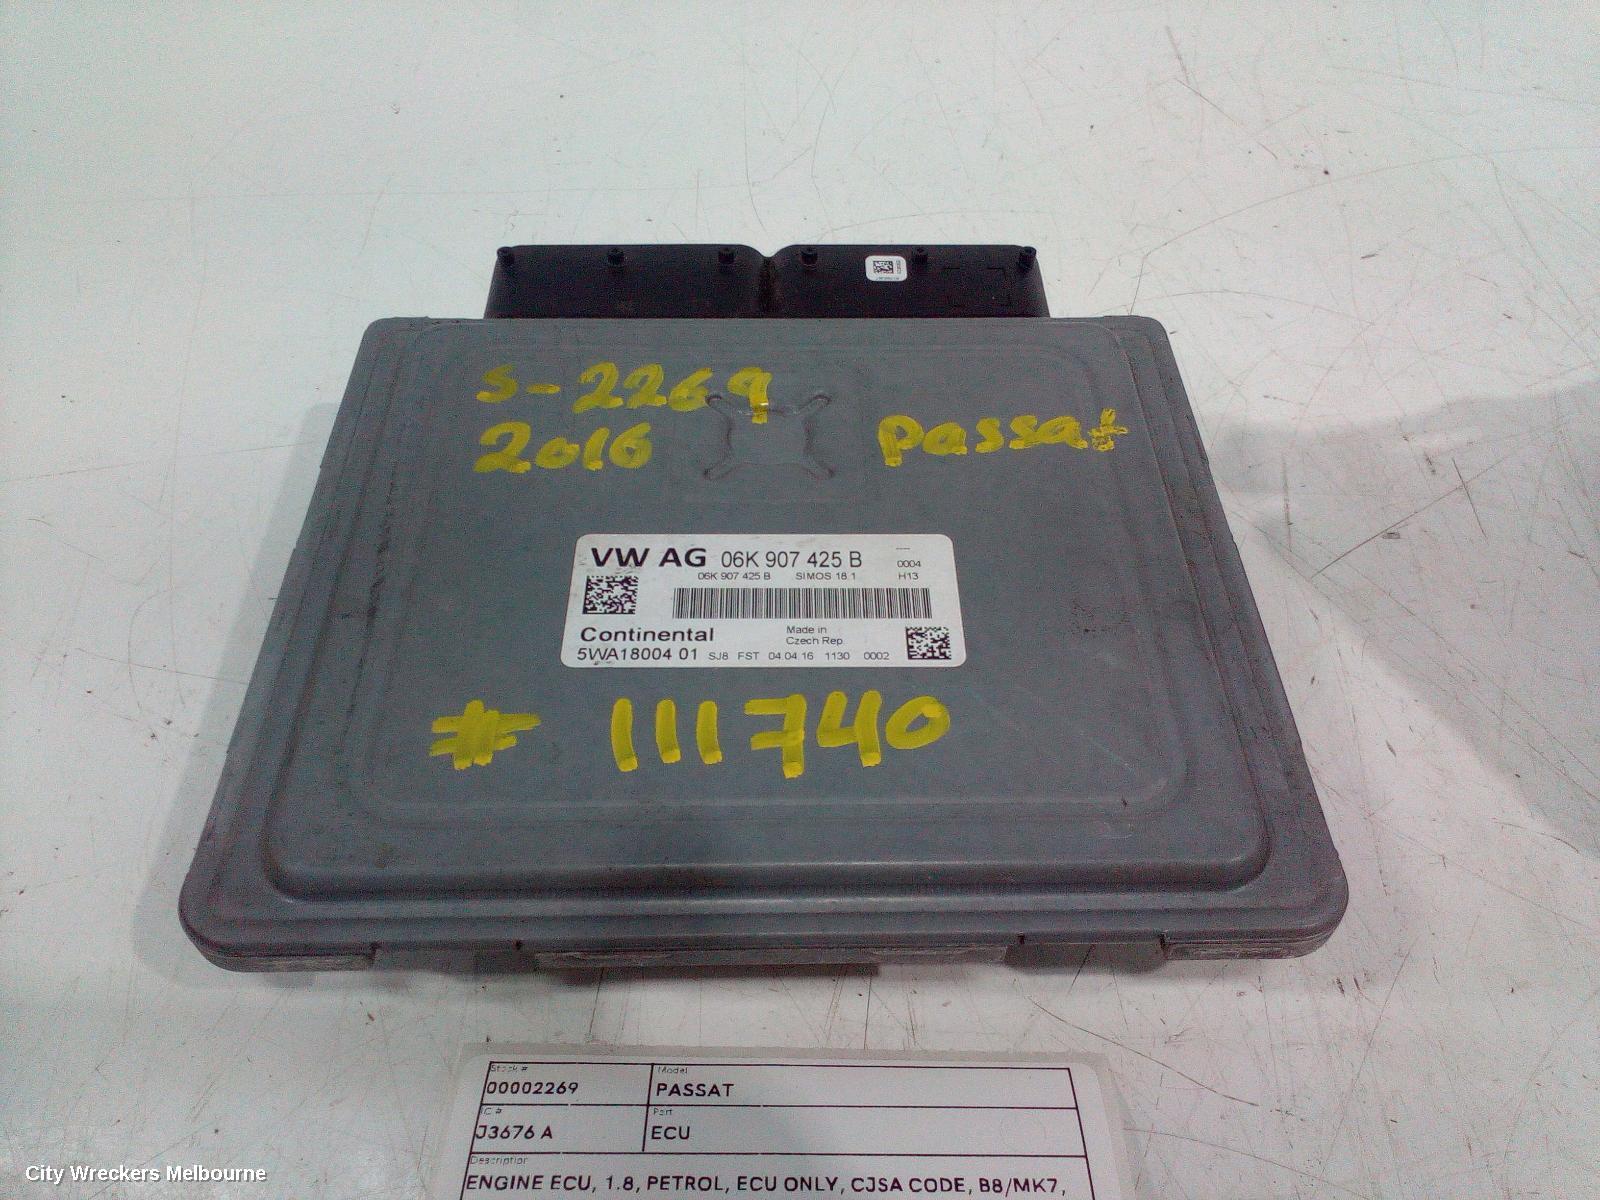 S-2269
2016
Passat
VW AG 06K 907 425 B
0004
06K 907 425 B SIMOS 18.1 H13
Continental
Made in
Czech Rep.
5WA18004 01 SJ8 FST 04.04.16 1130 0002
# 111740
Stock # Model
00002269 PASSAT
IC # Part
J3676 A ECU
Description
ENGINE ECU, 1.8, PETROL, ECU ONLY, CJSA CODE, B8/MK7,
City Wreckers Melbourne